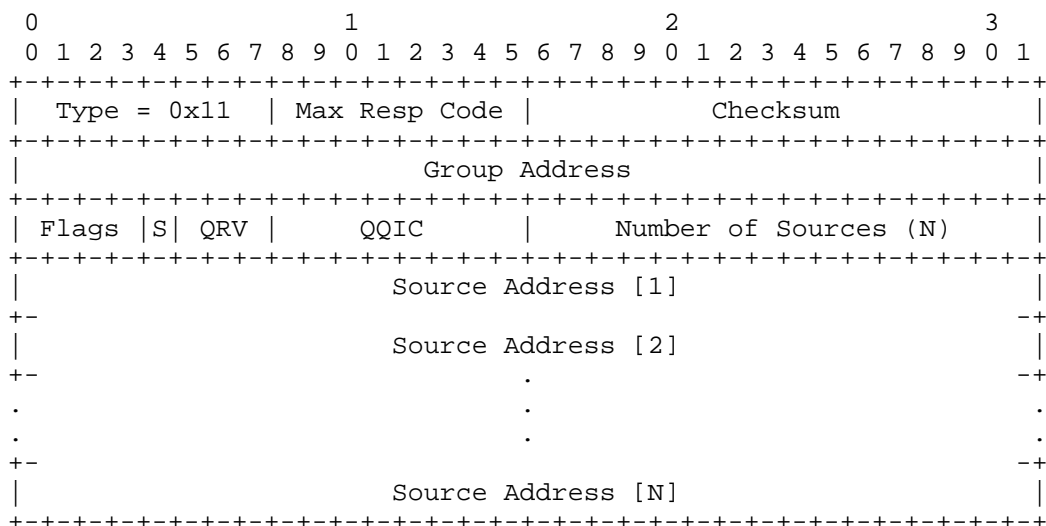 0                   1                   2                   3
 0 1 2 3 4 5 6 7 8 9 0 1 2 3 4 5 6 7 8 9 0 1 2 3 4 5 6 7 8 9 0 1
+-+-+-+-+-+-+-+-+-+-+-+-+-+-+-+-+-+-+-+-+-+-+-+-+-+-+-+-+-+-+-+-+
|  Type = 0x11  | Max Resp Code |           Checksum            |
+-+-+-+-+-+-+-+-+-+-+-+-+-+-+-+-+-+-+-+-+-+-+-+-+-+-+-+-+-+-+-+-+
|                         Group Address                         |
+-+-+-+-+-+-+-+-+-+-+-+-+-+-+-+-+-+-+-+-+-+-+-+-+-+-+-+-+-+-+-+-+
| Flags |S| QRV |     QQIC      |     Number of Sources (N)     |
+-+-+-+-+-+-+-+-+-+-+-+-+-+-+-+-+-+-+-+-+-+-+-+-+-+-+-+-+-+-+-+-+
|                       Source Address [1]                      |
+-                                                             -+
|                       Source Address [2]                      |
+-                              .                              -+
.                               .                               .
.                               .                               .
+-                                                             -+
|                       Source Address [N]                      |
+-+-+-+-+-+-+-+-+-+-+-+-+-+-+-+-+-+-+-+-+-+-+-+-+-+-+-+-+-+-+-+-+